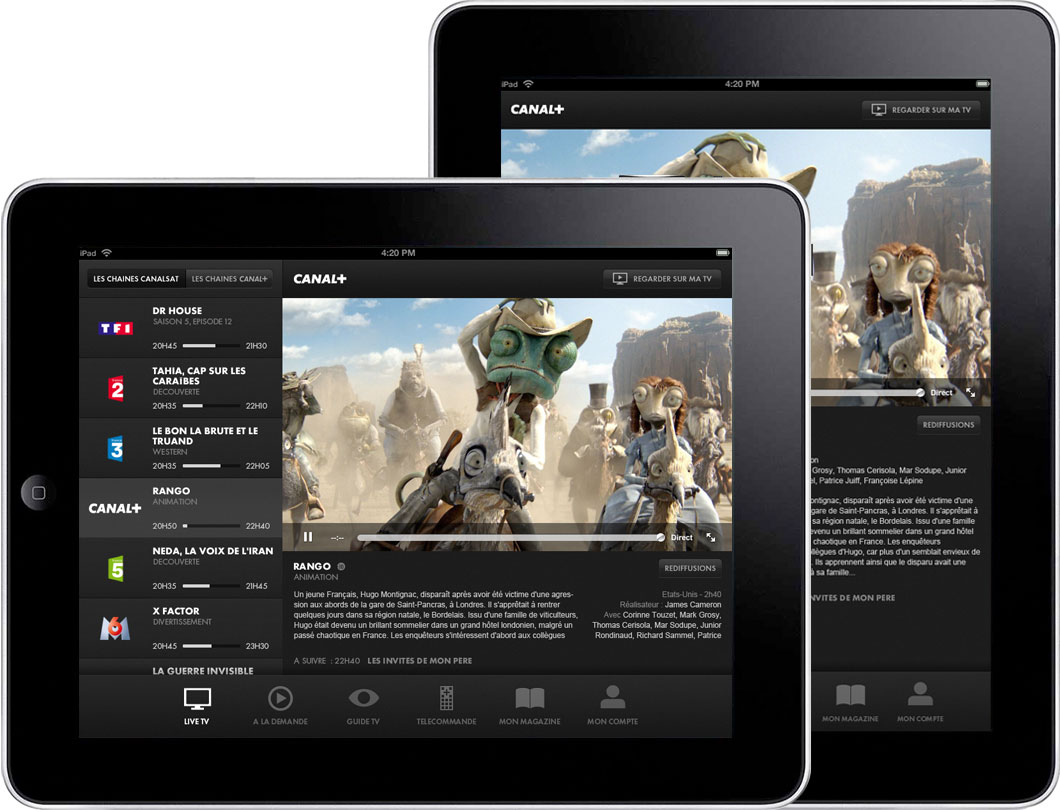 iPad
4:20 PM
CANAL+
REGARDER SUR MA TV
Direct
REDIFFUSIONS
Grosy, Thomas Cerisola, Mar Sodupe, Junior
Patrice Juiff, Françoise Lépine
disparaît après avoir été victime d'une
gare de Saint-Pancras, à Londres. Il s'apprêtait à
sa région natale, le Bordelais. Issu d'une famille
devenu un brillant sommelier dans un grand hôtel
chaotique en France. Les enquêteurs
d'Hugo, car plus d'un semblait envieux de
Ils apprennent ainsi que le disparu avait une
à sa famille...
DE MON PERE
MON MAGAZINE
MON COMPTE
iPad
4:20 PM
LES CHAINES CANALSAT
LES CHAINES CANAL+
CANAL+
REGARDER SUR MA TV
TF1
DR HOUSE
SAISON 5, EPISODE 12
20H45
21H30
2
TAHIA, CAP SUR LES
CARAÏBES
DECOUVERTE
20H35
22H10
3
LE BON LA BRUTE ET LE
TRUAND
WESTERN
20H35
22H05
CANAL+
RANGO
ANIMATION
20H50
22H40
5
NEDA, LA VOIX DE L'IRAN
DECOUVERTE
20H35
21H45
M6
X FACTOR
DIVERTISSEMENT
20H45
23H30
LA GUERRE INVISIBLE
--:--
Direct
RANGO
ANIMATION
REDIFFUSIONS
Un jeune Français, Hugo Montignac, disparaît après avoir été victime d'une agres-
sion aux abords de la gare de Saint-Pancras, à Londres. Il s'apprêtait à rentrer
quelques jours dans sa région natale, le Bordelais. Issu d'une famille de viticulteurs,
Hugo était devenu un brillant sommelier dans un grand hôtel londonien, malgré un
passé chaotique en France. Les enquêteurs s'intéressent d'abord aux collègues
Etats-Unis - 2h40
Réalisateur : James Cameron
Avec Corinne Touzet, Mark Grosy,
Thomas Cerisola, Mar Sodupe, Junior
Rondinaud, Richard Sammel, Patrice
A SUIVRE : 22H40 LES INVITES DE MON PERE
LIVE TV
A LA DEMANDE
GUIDE TV
TELECOMMANDE
MON MAGAZINE
MON COMPTE